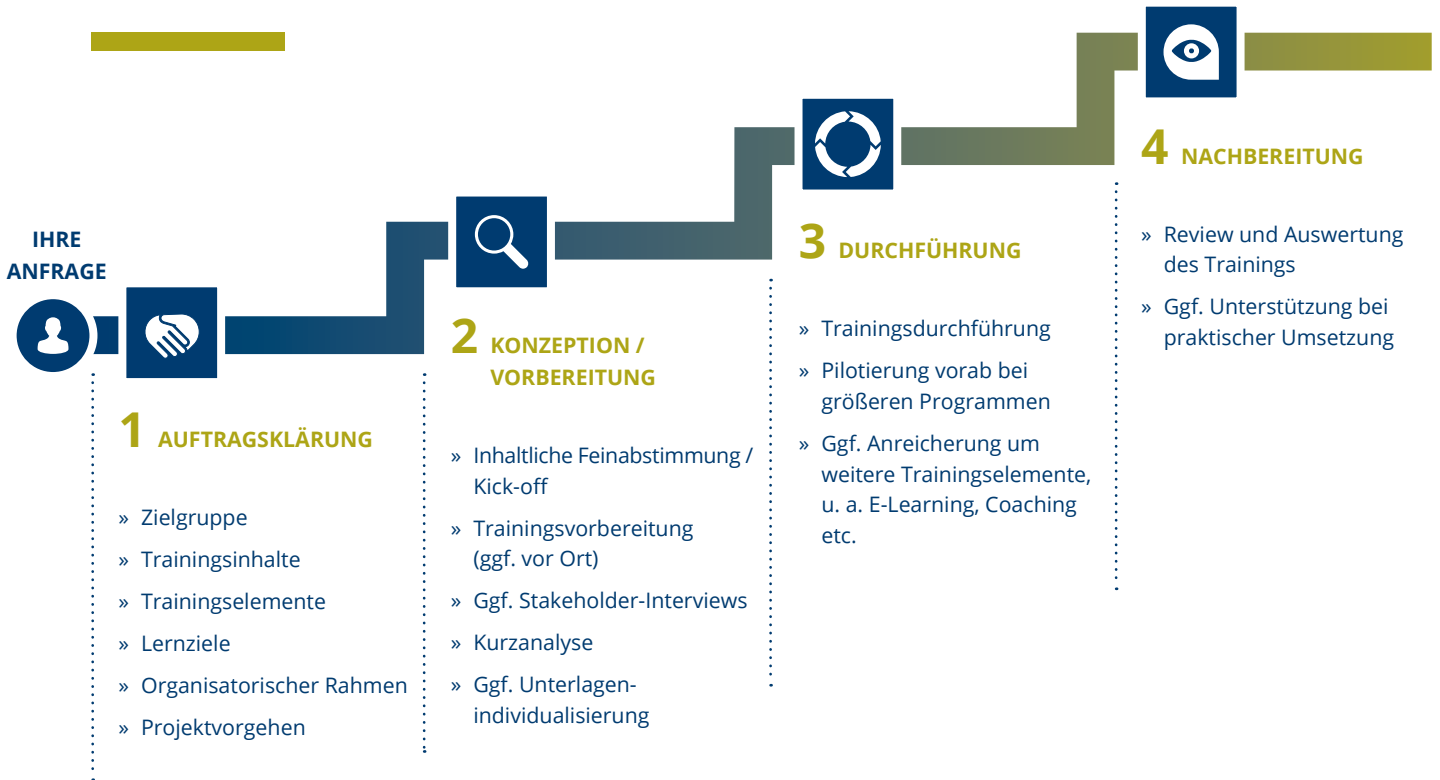 IHRE
ANFRAGE
1 AUFTRAGSKLÄRUNG
» Zielgruppe
» Trainingsinhalte
» Trainingselemente
» Lernziele
» Organisatorischer Rahmen
» Projektvorgehen
2 KONZEPTION /
VORBEREITUNG
» Inhaltliche Feinabstimmung /
Kick-off
» Trainingsvorbereitung
(ggf. vor Ort)
» Ggf. Stakeholder-Interviews
» Kurzanalyse
» Ggf. Unterlagen-
individualisierung
3 DURCHFÜHRUNG
» Trainingsdurchführung
» Pilotierung vorab bei
größeren Programmen
» Ggf. Anreicherung um
weitere Trainingselemente,
u. a. E-Learning, Coaching
etc.
4 NACHBEREITUNG
» Review und Auswertung
des Trainings
» Ggf. Unterstützung bei
praktischer Umsetzung